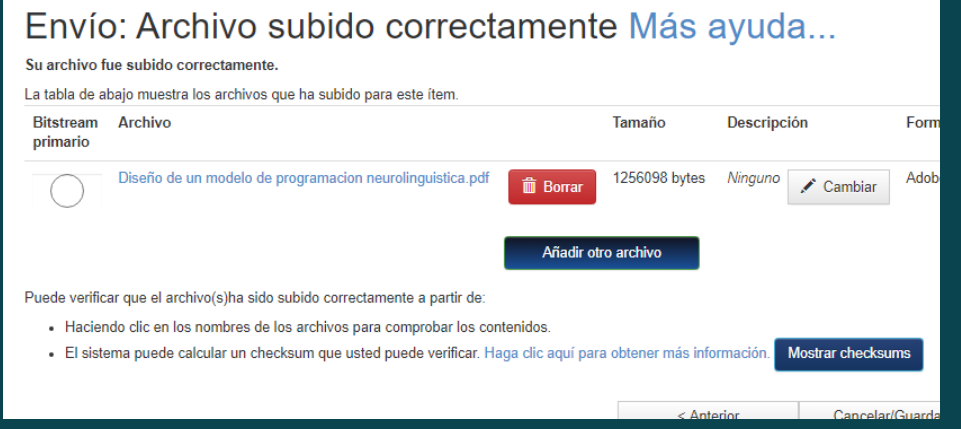 Envío: Archivo subido correctamente Más ayuda...
Su archivo fue subido correctamente.
La tabla de abajo muestra los archivos que ha subido para este ítem.
Bitstream primario Archivo Tamaño Descripción Form
Diseño de un modelo de programacion neurolinguistica.pdf Borrar 1256098 bytes Ninguno Cambiar Adob
Añadir otro archivo
Puede verificar que el archivo(s)ha sido subido correctamente a partir de:
Haciendo clic en los nombres de los archivos para comprobar los contenidos.
El sistema puede calcular un checksum que usted puede verificar. Haga clic aquí para obtener más información. Mostrar checksums
< Anterior Cancelar/Guarda